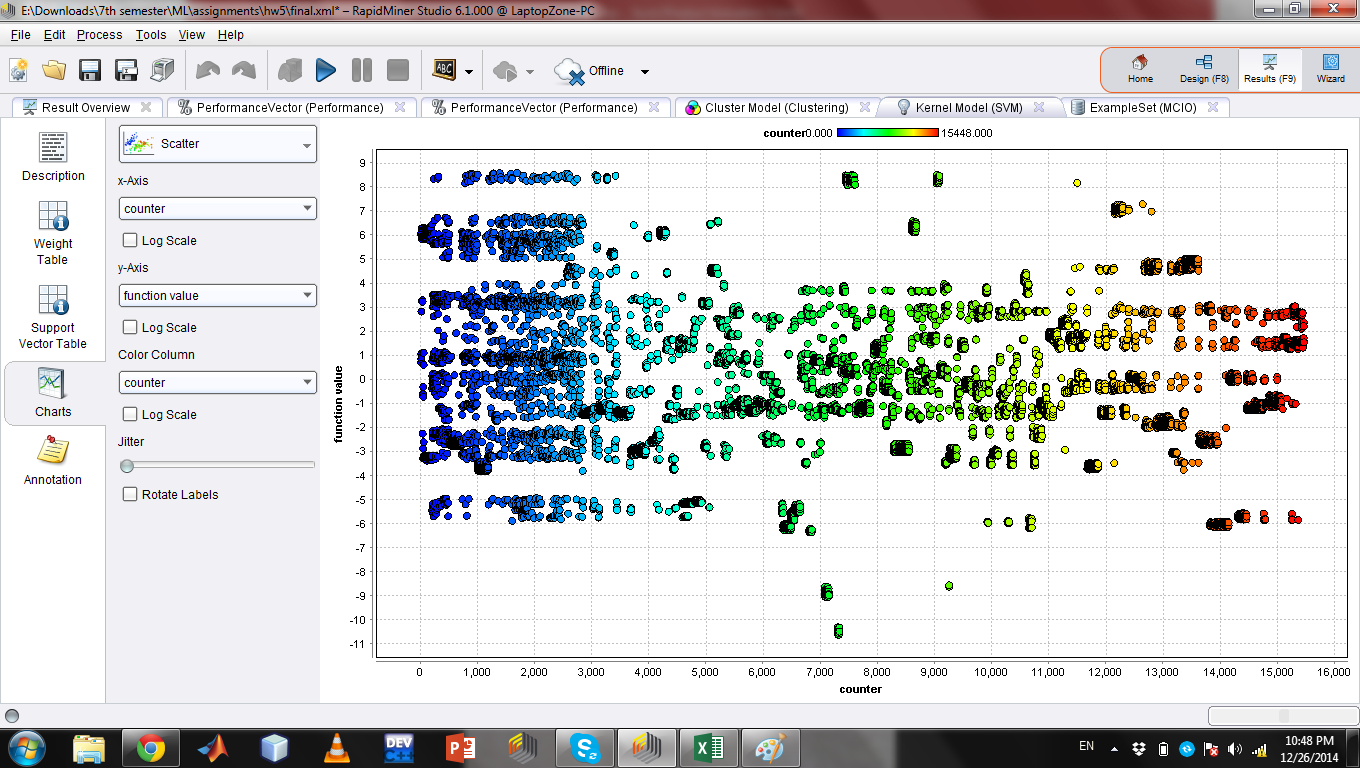 E:\Downloads\7th semester\ML\assignments\hw5\final.xml* – RapidMiner Studio 6.1.000 @ LaptopZone-PC
File Edit Process Tools View Help
ABC Offline Home Design (F8) Results (F9) Wizard
Result Overview PerformanceVector (Performance) PerformanceVector (Performance) Cluster Model (Clustering) Kernel Model (SVM) ExampleSet (MCIO)
Description
Weight
Table
Support
Vector Table
Charts
Annotation
Scatter
x-Axis
counter
Log Scale
y-Axis
function value
Log Scale
Color Column
counter
Log Scale
Jitter
Rotate Labels
counter 0.000 15448.000
function value
9
8
7
6
5
4
3
2
1
0
-1
-2
-3
-4
-5
-6
-7
-8
-9
-10
-11
0 1,000 2,000 3,000 4,000 5,000 6,000 7,000 8,000 9,000 10,000 11,000 12,000 13,000 14,000 15,000 16,000
counter
DEV C++ EN 10:48 PM
12/26/2014